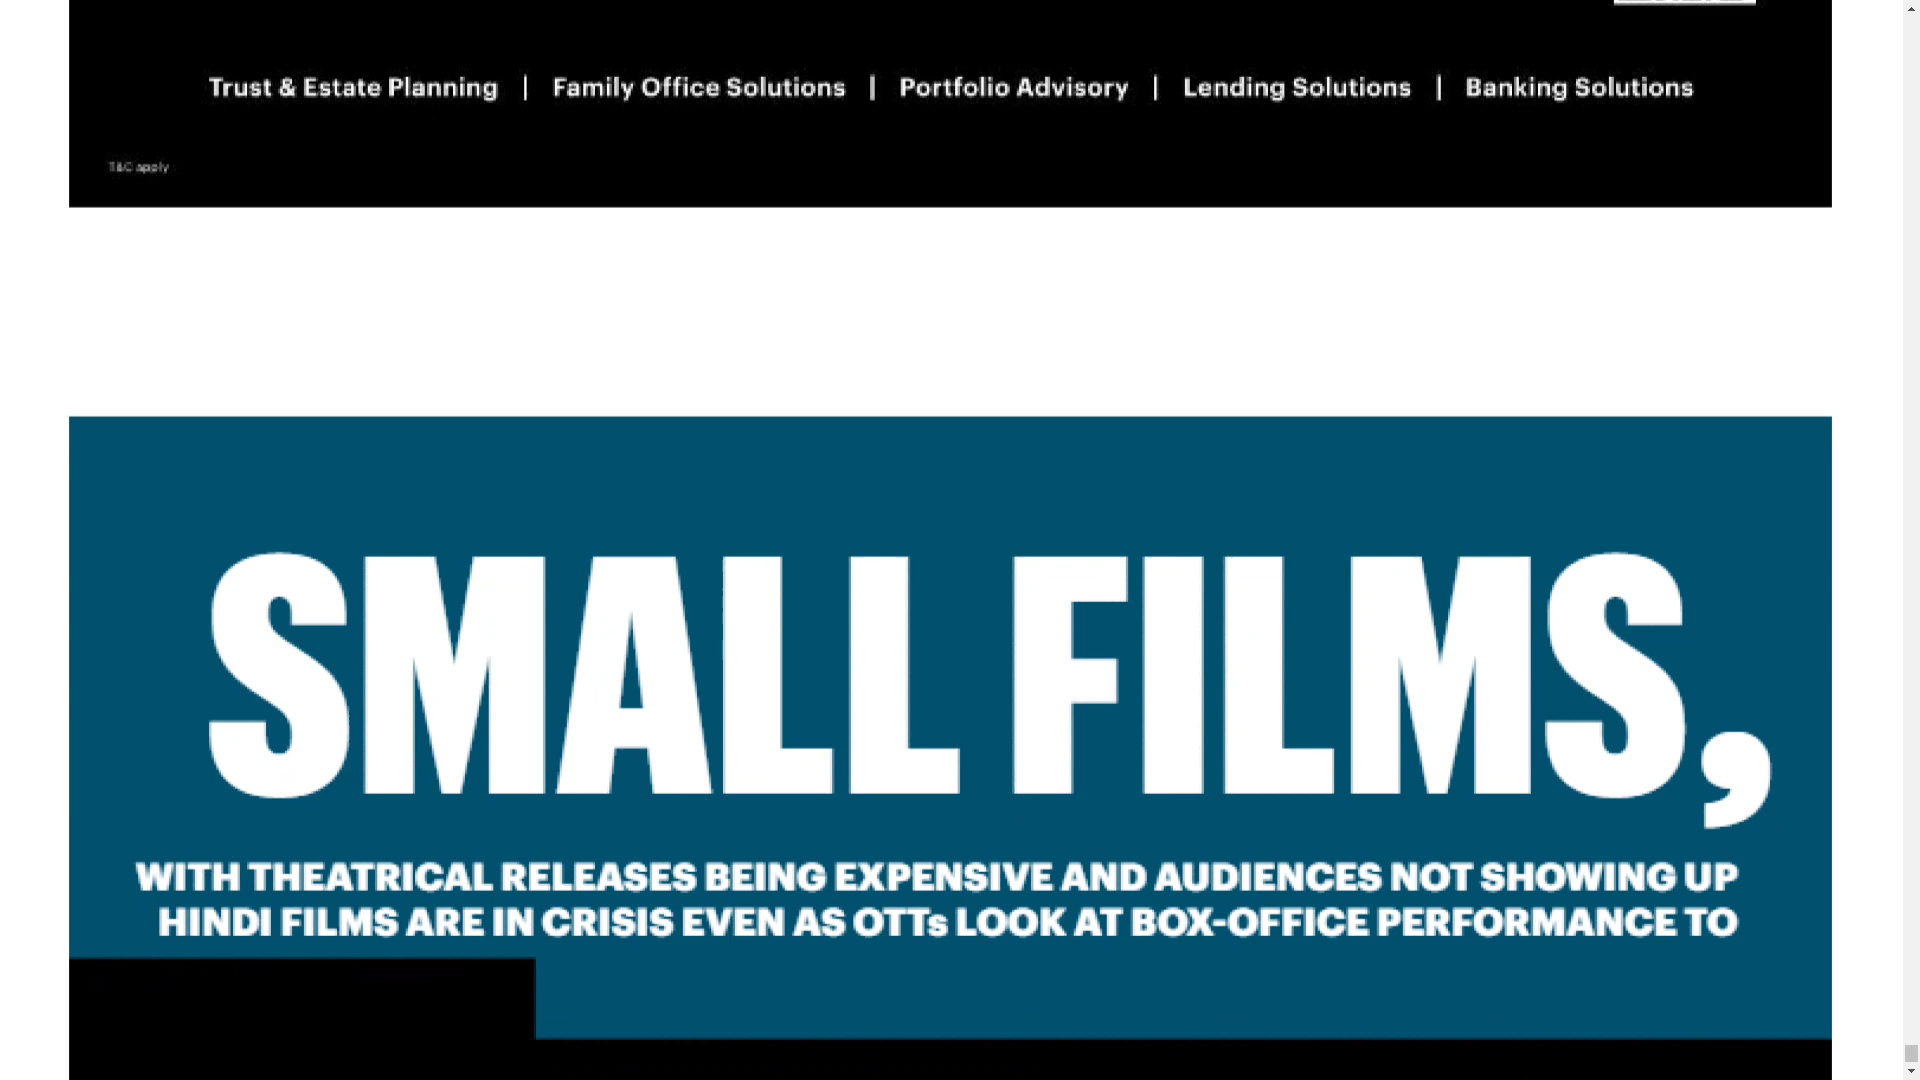 Trust & Estate Planning | Family Office Solutions | Portfolio Advisory | Lending Solutions | Banking Solutions
T&C apply
SMALL FILMS,
WITH THEATRICAL RELEASES BEING EXPENSIVE AND AUDIENCES NOT SHOWING UP
HINDI FILMS ARE IN CRISIS EVEN AS OTTs LOOK AT BOX-OFFICE PERFORMANCE TO